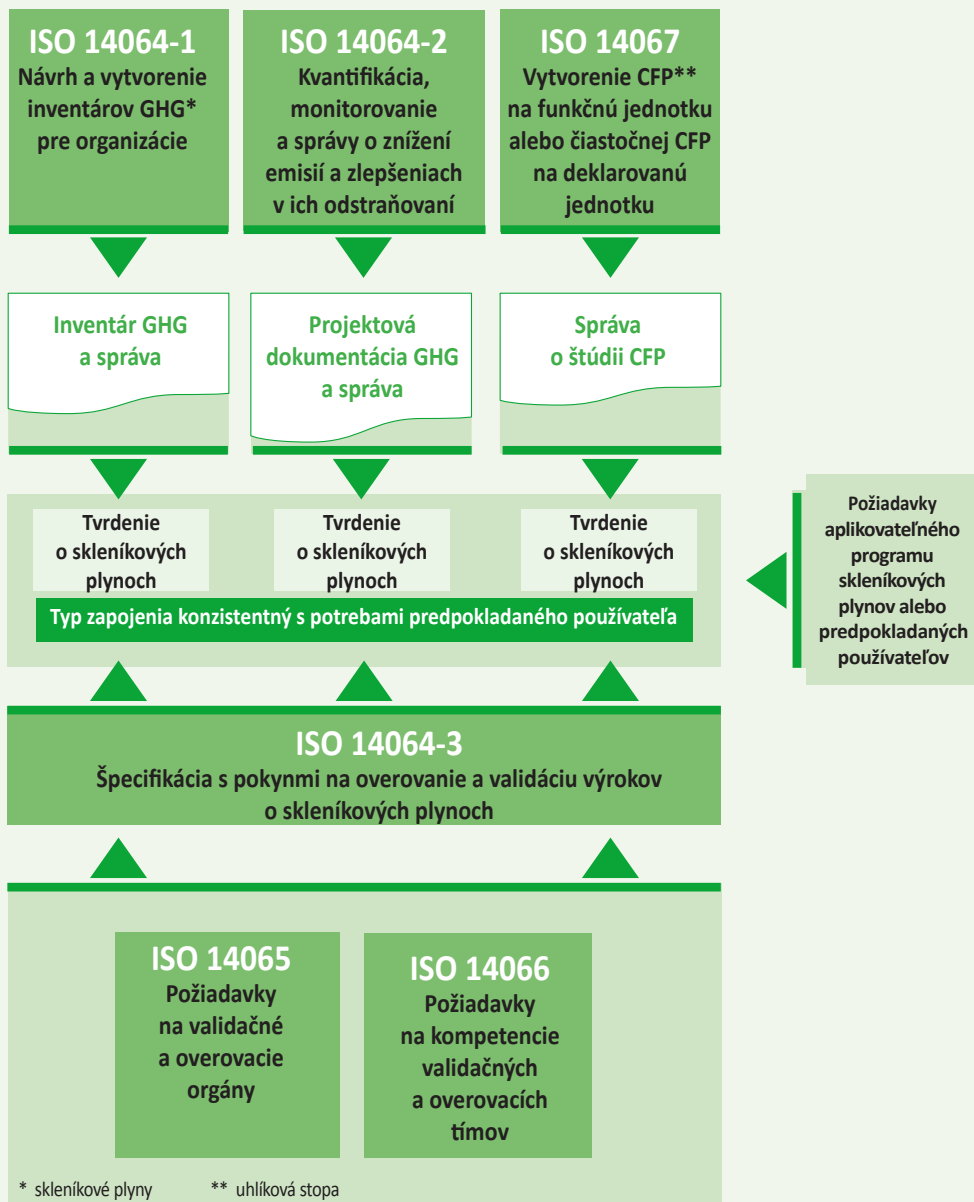 ISO 14064-1
Návrh a vytvorenie
inventárov GHG*
pre organizácie
ISO 14064-2
Kvantifikácia,
monitorovanie
a správy o znížení
emisií a zlepšeniach
v ich odstraňovaní
ISO 14067
Vytvorenie CFP**
na funkčnú jednotku
alebo čiastočnej CFP
na deklarovanú
jednotku
Inventár GHG
a správa
Projektová
dokumentácia GHG
a správa
Správa
o štúdii CFP
Tvrdenie
o skleníkových
plynoch
Tvrdenie
o skleníkových
plynoch
Tvrdenie
o skleníkových
plynoch
Typ zapojenia konzistentný s potrebami predpokladaného používateľa
Požiadavky
aplikovateľného
programu
skleníkových
plynov alebo
predpokladaných
používateľov
ISO 14064-3
Špecifikácia s pokynmi na overovanie a validáciu výrokov
o skleníkových plynoch
ISO 14065
Požiadavky
na validačné
a overovacie
orgány
ISO 14066
Požiadavky
na kompetencie
validačných
a overovacích
tímov
* skleníkové plyny ** uhlíková stopa